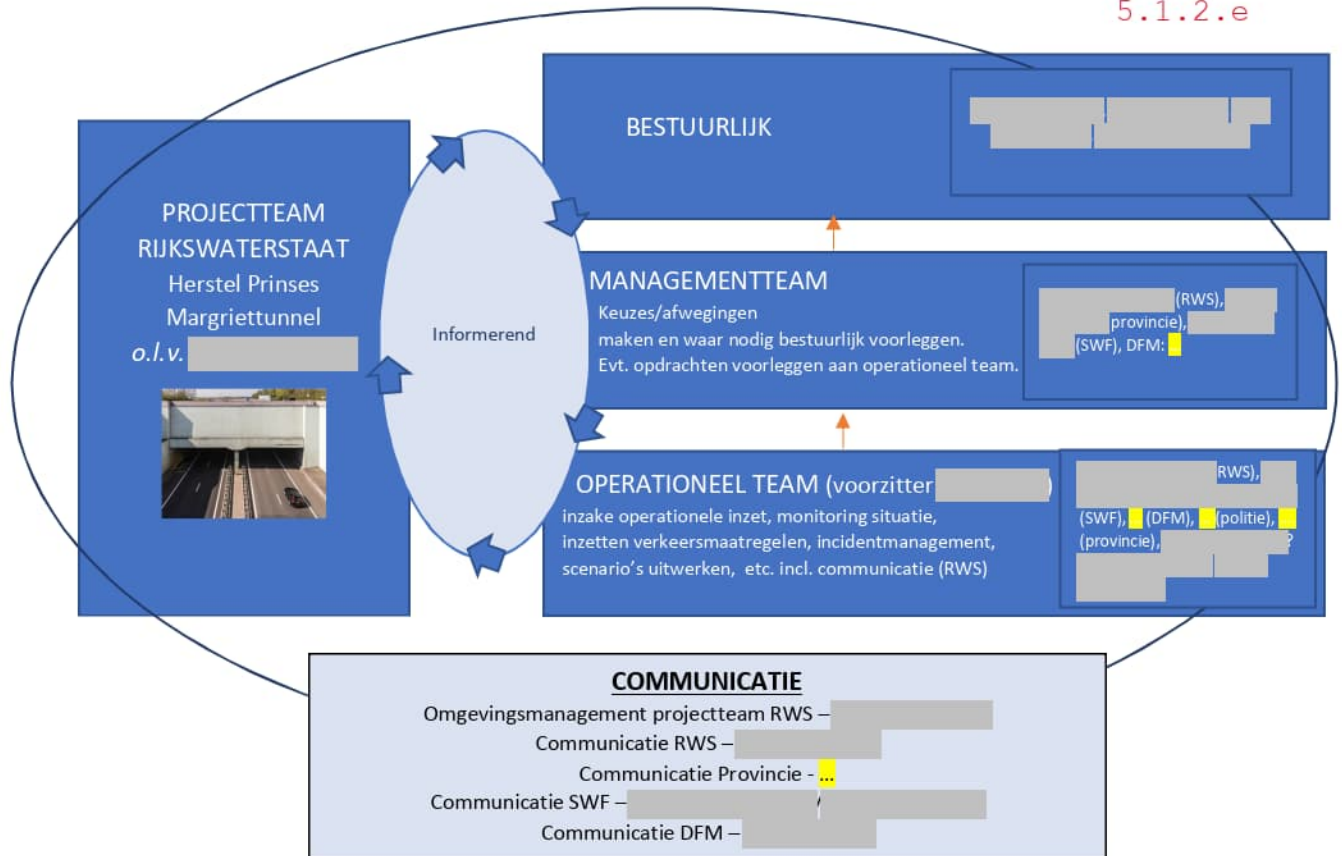 5.1.2.e
BESTUURLIJK
PROJECTTEAM
RIJKSWATERSTAAT
Herstel Prinses
Margriettunnel
o.l.v.
Informerend
MANAGEMENTTEAM
Keuzes/afwegingen
maken en waar nodig bestuurlijk voorleggen.
Evt. opdrachten voorleggen aan operationeel team.
(RWS),
provincie),
(SWF), DFM: ...
OPERATIONEEL TEAM (voorzitter )
inzake operationele inzet, monitoring situatie,
inzetten verkeersmaatregelen, incidentmanagement,
scenario's uitwerken, etc. incl. communicatie (RWS)
RWS),
(SWF), ... (DFM), ... (politie), ...
(provincie), ?
COMMUNICATIE
Omgevingsmanagement projectteam RWS –
Communicatie RWS –
Communicatie Provincie - ...
Communicatie SWF – /
Communicatie DFM –